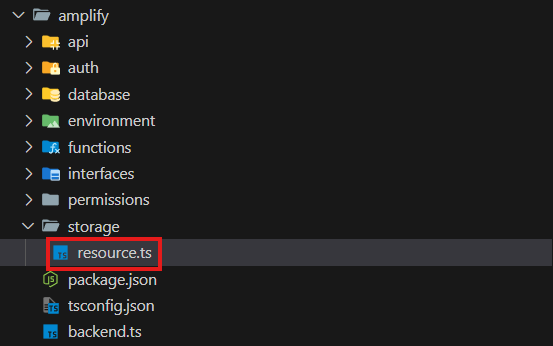 amplify
api
auth
database
environment
functions
interfaces
permissions
storage
TS resource.ts
package.json
TS tsconfig.json
TS backend.ts